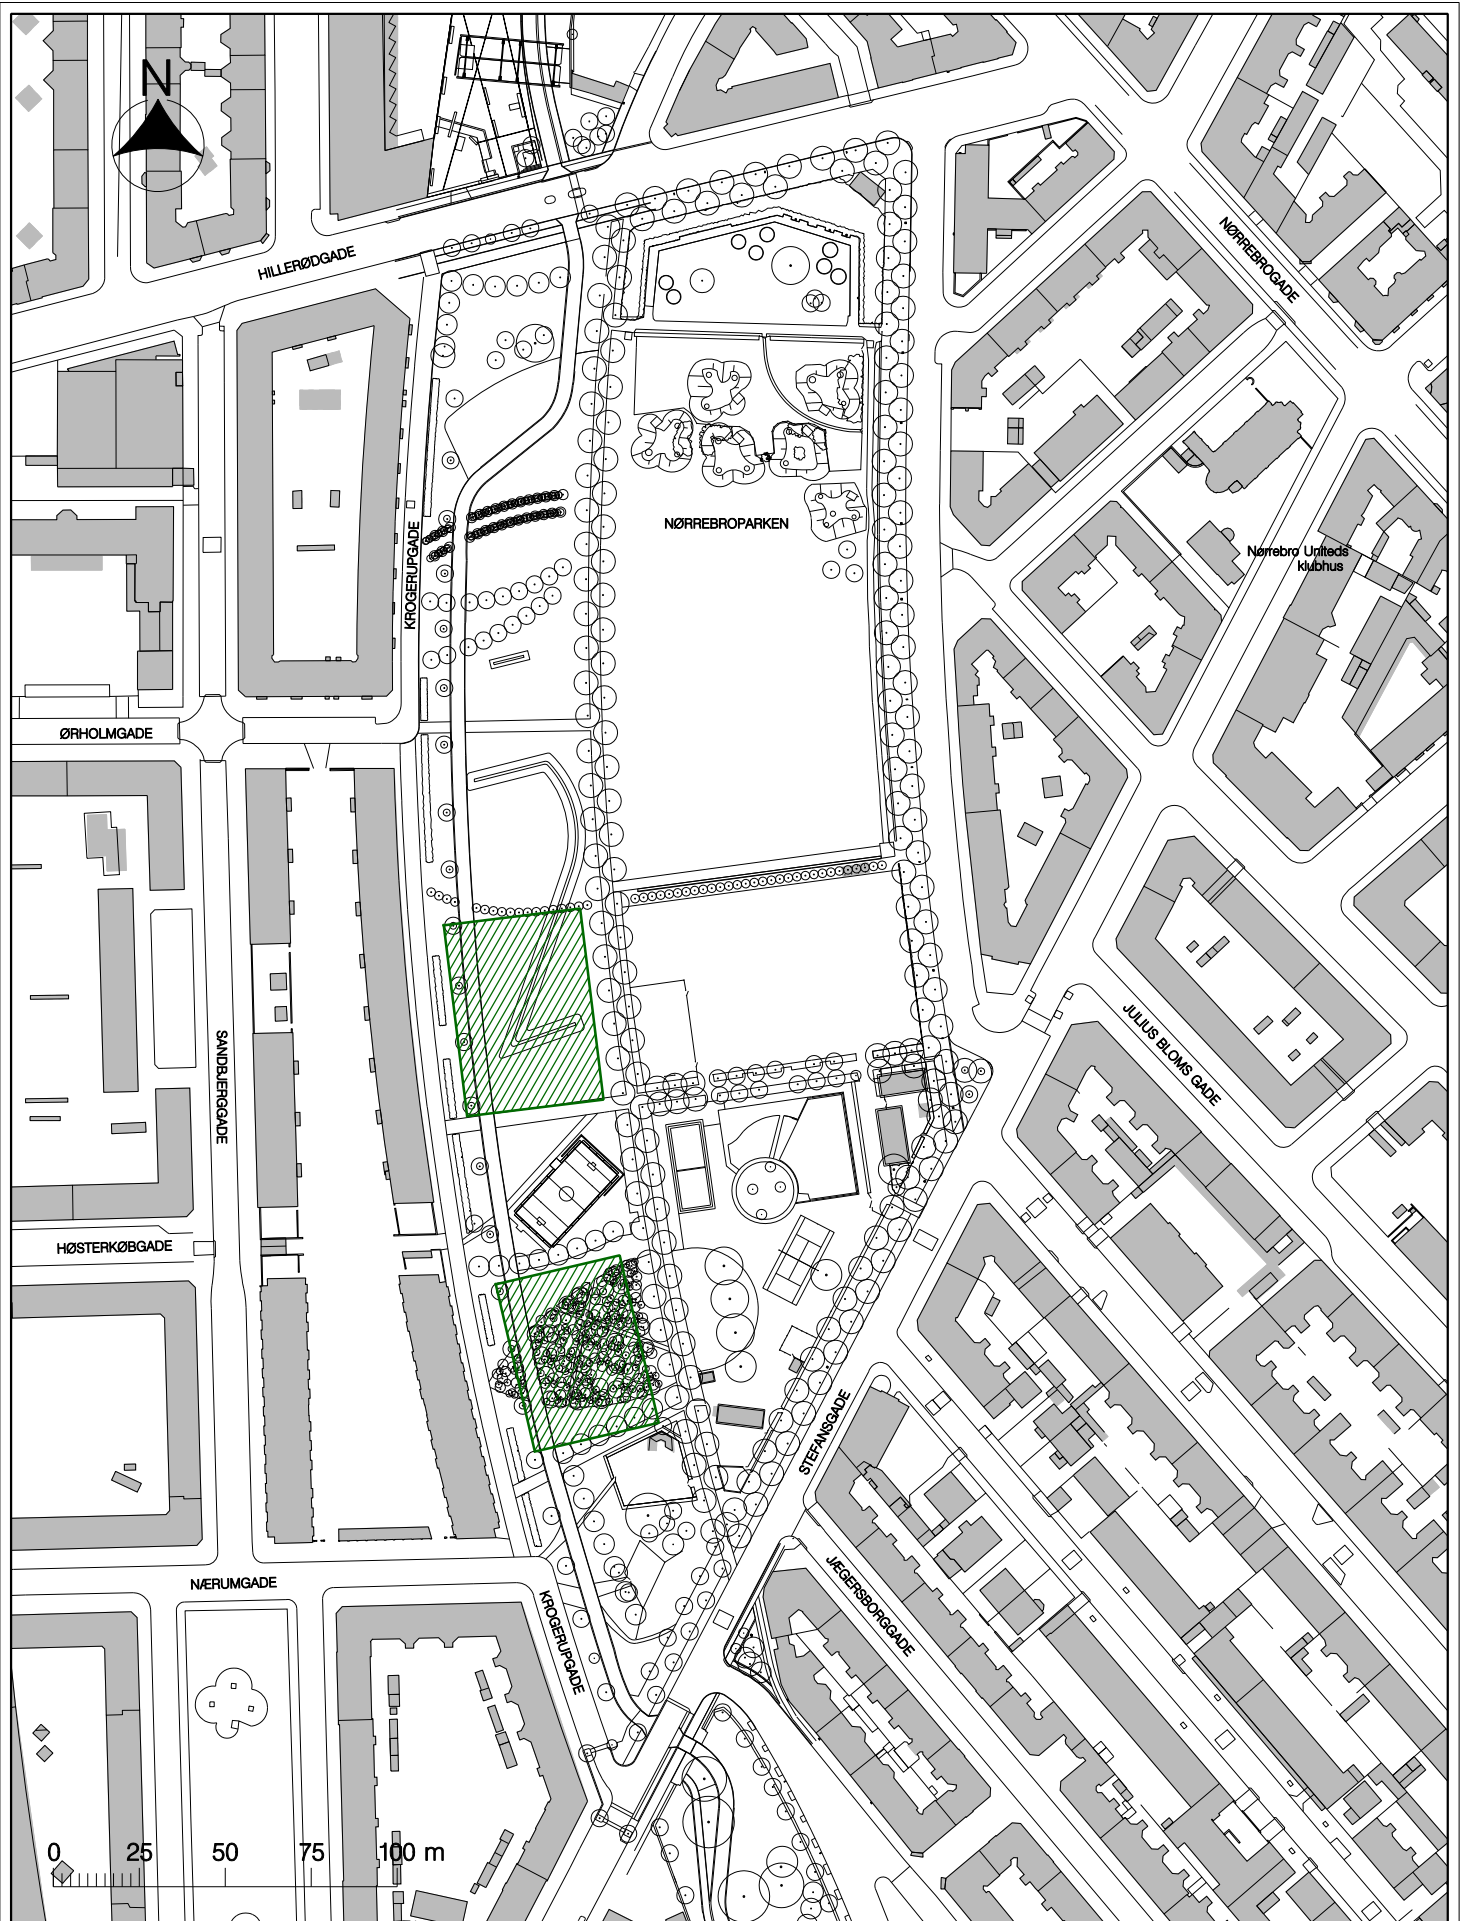 N
HILLERØDGADE
NØRREBROGADE
NØRREBROPARKEN
KROGERUPGADE
Nørrebro Uniteds
klubhus
ØRHOLMGADE
SANDBJERGGADE
JULIUS BLOMS GADE
HØSTERKØBGADE
STEFANSGADE
NÆRUMGADE
KROGERUPGADE
JÆGERSBORGGADE
0 25 50 75 100 m